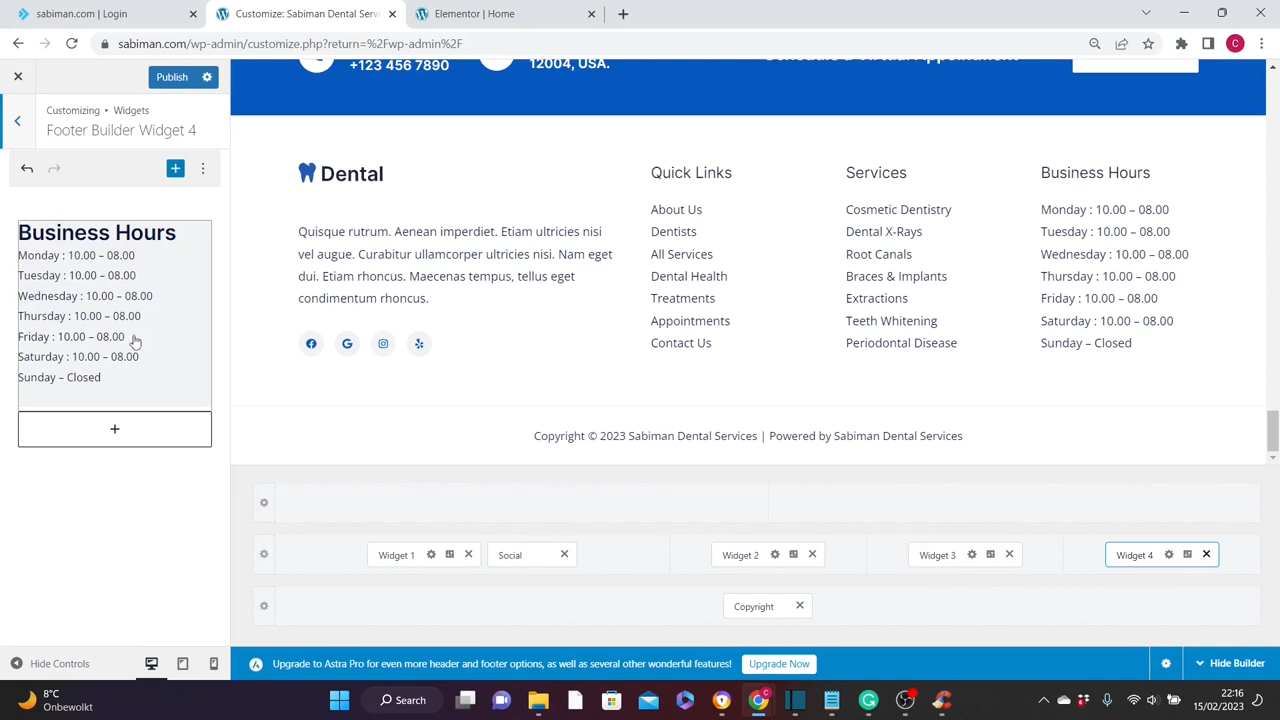 sabiman.com | Login
Customize: Sabiman Dental Serv
Elementor | Home
sabiman.com/wp-admin/customize.php?return=%2Fwp-admin%2F
C
Publish
Customizing ▸ Widgets
Footer Builder Widget 4
Business Hours
Monday : 10.00 – 08.00
Tuesday : 10.00 – 08.00
Wednesday : 10.00 – 08.00
Thursday : 10.00 – 08.00
Friday : 10.00 – 08.00
Saturday : 10.00 – 08.00
Sunday – Closed
Hide Controls
+123 456 7890
12004, USA.
Schedule a Virtual Appointment
Dental
Quisque rutrum. Aenean imperdiet. Etiam ultricies nisi
vel augue. Curabitur ullamcorper ultricies nisi. Nam eget
dui. Etiam rhoncus. Maecenas tempus, tellus eget
condimentum rhoncus.
Quick Links
About Us
Dentists
All Services
Dental Health
Treatments
Appointments
Contact Us
Services
Cosmetic Dentistry
Dental X-Rays
Root Canals
Braces & Implants
Extractions
Teeth Whitening
Periodontal Disease
Business Hours
Monday : 10.00 – 08.00
Tuesday : 10.00 – 08.00
Wednesday : 10.00 – 08.00
Thursday : 10.00 – 08.00
Friday : 10.00 – 08.00
Saturday : 10.00 – 08.00
Sunday – Closed
Copyright © 2023 Sabiman Dental Services | Powered by Sabiman Dental Services
Widget 1
Social
Widget 2
Widget 3
Widget 4
Copyright
Upgrade to Astra Pro for even more header and footer options, as well as several other wonderful features!
Upgrade Now
Hide Builder
8°C
Onbewolkt
Search
22:16
15/02/2023